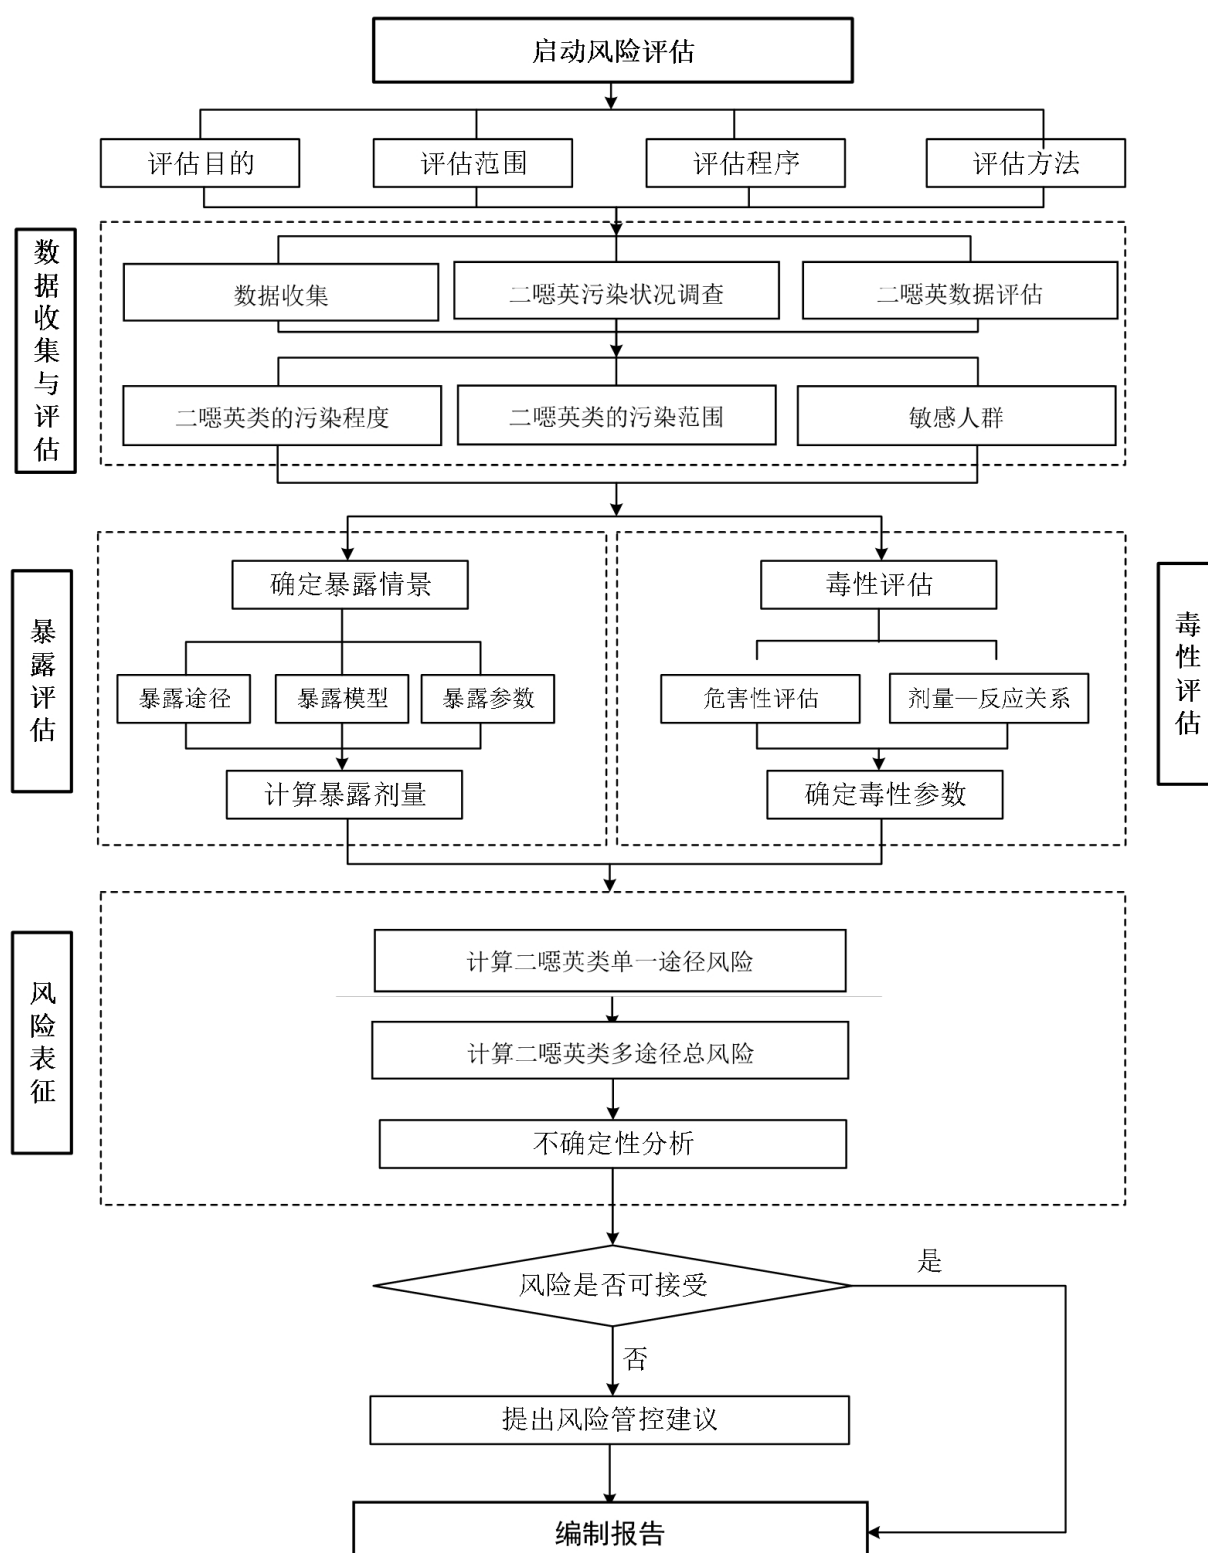 启动风险评估
评估目的
评估范围
评估程序
评估方法
数据收集与评估
数据收集
二噁英污染状况调查
二噁英数据评估
二噁英类的污染程度
二噁英类的污染范围
敏感人群
暴露评估
确定暴露情景
暴露途径
暴露模型
暴露参数
计算暴露剂量
毒性评估
危害性评估
剂量—反应关系
确定毒性参数
毒性评估
风险表征
计算二噁英类单一途径风险
计算二噁英类多途径总风险
不确定性分析
风险是否可接受
是
否
提出风险管控建议
编制报告